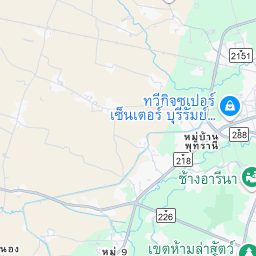 2151
ทวีกิจซุปเปอร์
เซ็นเตอร์ บุรีรัมย์...
288
หมู่บ้าน
พุทรานี
218
ช้างอารีนา
226
นอง
หมู่ 9
เขตห้ามล่าสัตว์